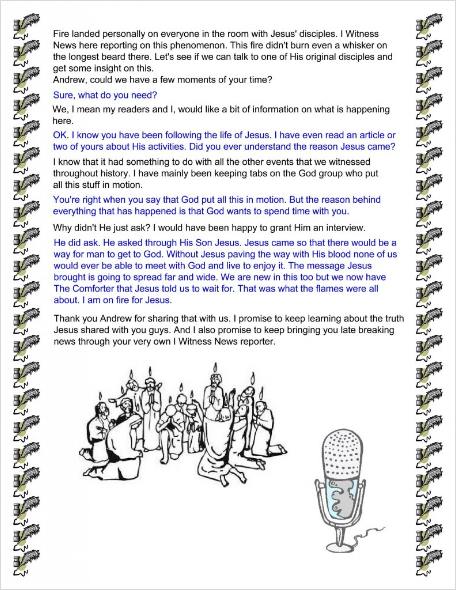 Fire landed personally on everyone in the room with Jesus' disciples. I Witness
News here reporting on this phenomenon. This fire didn't burn even a whisker on
the longest beard there. Let's see if we can talk to one of His original disciples and
get some insight on this.
Andrew, could we have a few moments of your time?
Sure, what do you need?
We, I mean my readers and I, would like a bit of information on what is happening
here.
OK. I know you have been following the life of Jesus. I have even read an article or
two of yours about His activities. Did you ever understand the reason Jesus came?
I know that it had something to do with all the other events that we witnessed
throughout history. I have mainly been keeping tabs on the God group who put
all this stuff in motion.
You're right when you say that God put all this in motion. But the reason behind
everything that has happened is that God wants to spend time with you.
Why didn't He just ask? I would have been happy to grant Him an interview.
He did ask. He asked through His Son Jesus. Jesus came so that there would be a
way for man to get to God. Without Jesus paving the way with His blood none of us
would ever be able to meet with God and live to enjoy it. The message Jesus
brought is going to spread far and wide. We are new in this too but we now have
The Comforter that Jesus told us to wait for. That was what the flames were all
about. I am on fire for Jesus.
Thank you Andrew for sharing that with us. I promise to keep learning about the truth
Jesus shared with you guys. And I also promise to keep bringing you late breaking
news through your very own I Witness News reporter.